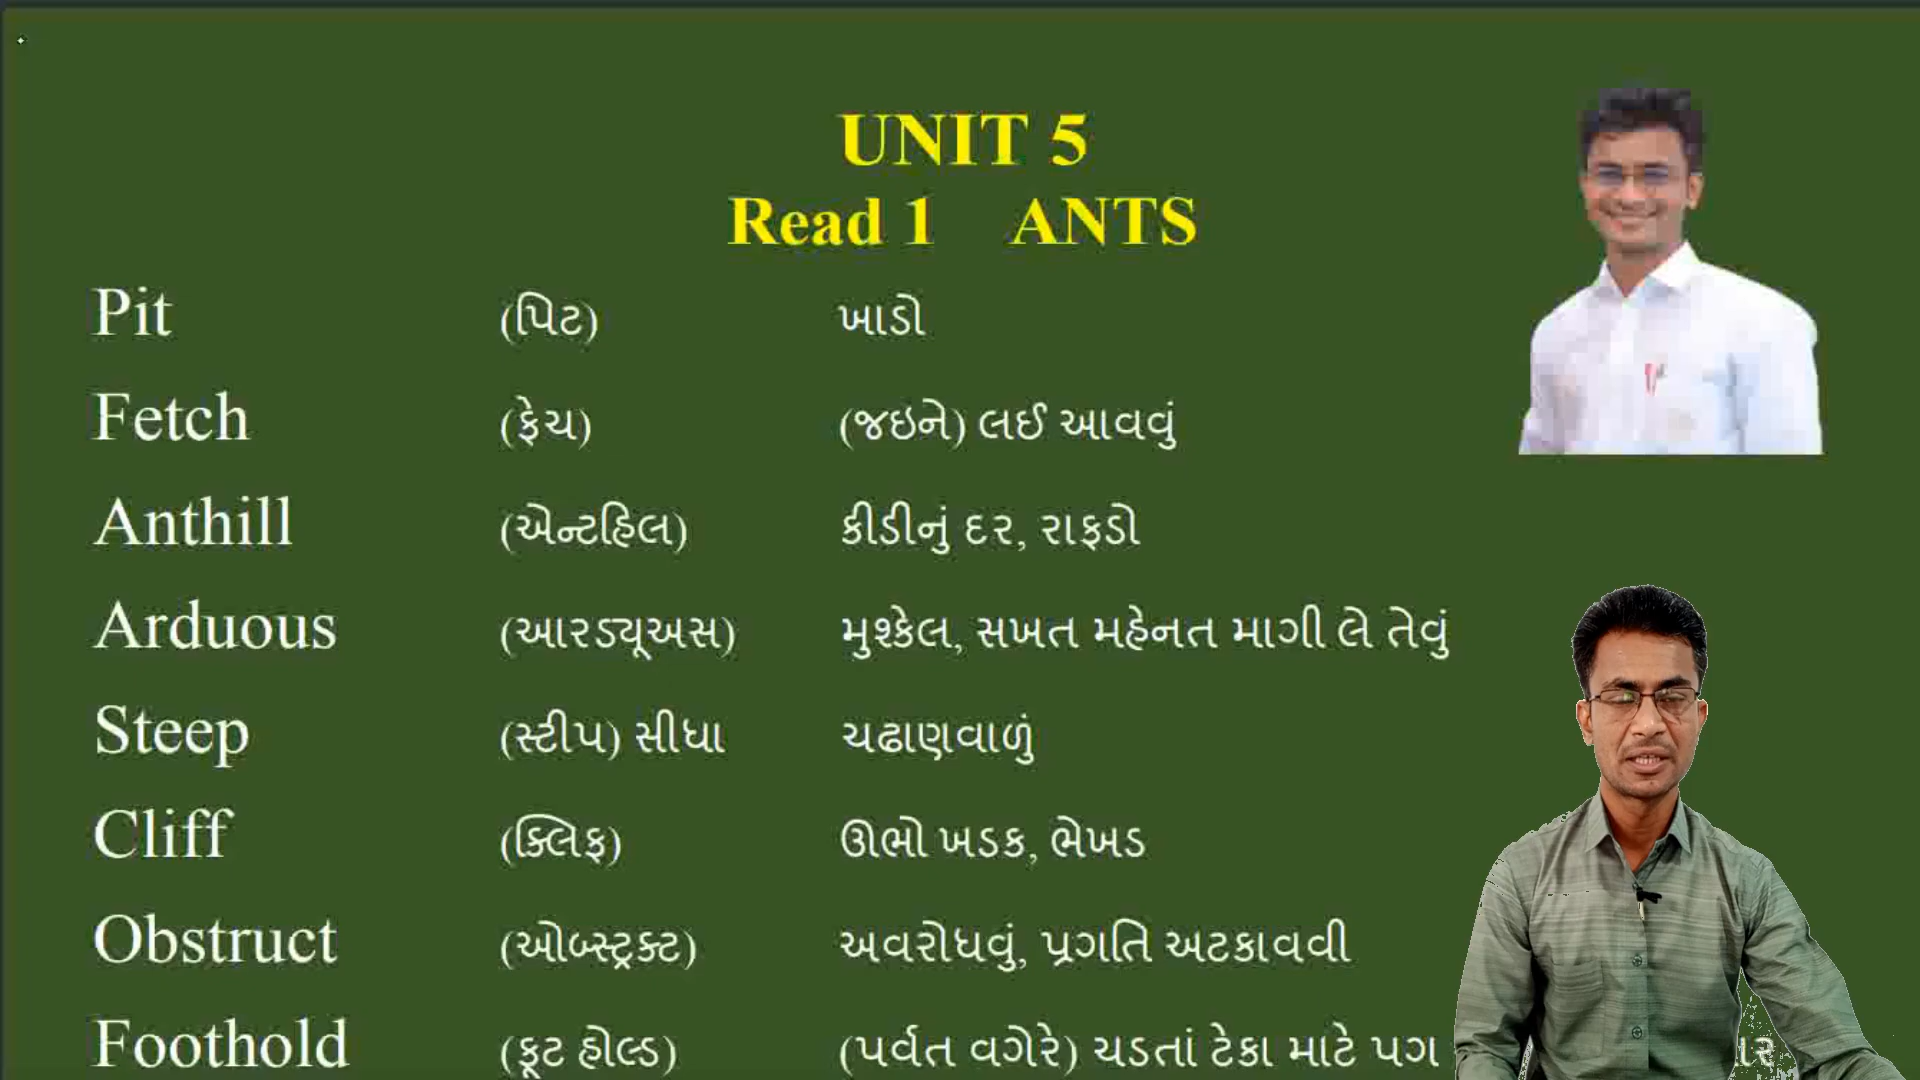 UNIT 5
Read 1 ANTS
Pit (પિટ) ખાડો
Fetch (ફેચ) (જઇને) લઈ આવવું
Anthill (એન્ટહિલ) કીડીનું દર, રાફડો
Arduous (આરડ્યૂઅસ) મુશ્કેલ, સખત મહેનત માગી લે તેવું
Steep (સ્ટીપ) સીધા ચઢાણવાળું
Cliff (ક્લિફ) ઊભો ખડક, ભેખડ
Obstruct (ઓબ્સ્ટ્રક્ટ) અવરોધવું, પ્રગતિ અટકાવવી
Foothold (ફૂટ હોલ્ડ) (પર્વત વગેરે) ચડતાં ટેકા માટે પગ